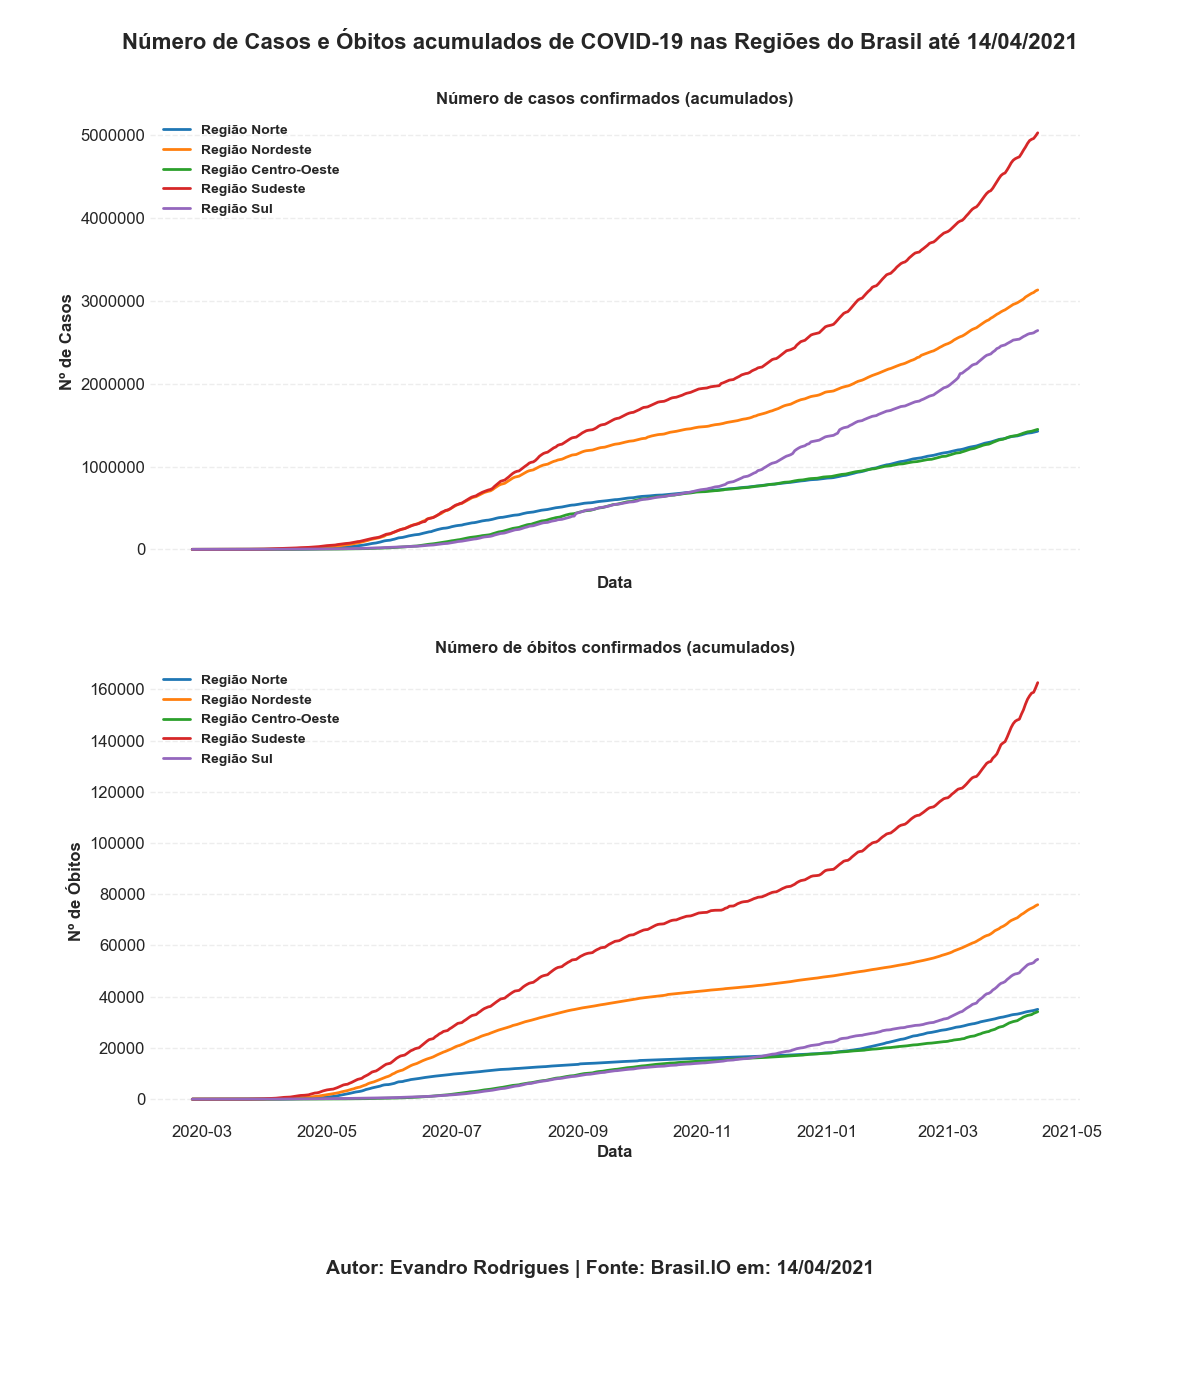 Número de Casos e Óbitos acumulados de COVID-19 nas Regiões do Brasil até 14/04/2021
Número de casos confirmados (acumulados)
Região Norte
Região Nordeste
Região Centro-Oeste
Região Sudeste
Região Sul
5000000
4000000
3000000
2000000
1000000
0
Nº de Casos
Data
Número de óbitos confirmados (acumulados)
Região Norte
Região Nordeste
Região Centro-Oeste
Região Sudeste
Região Sul
160000
140000
120000
100000
80000
60000
40000
20000
0
Nº de Óbitos
2020-03 2020-05 2020-07 2020-09 2020-11 2021-01 2021-03 2021-05
Data
Autor: Evandro Rodrigues | Fonte: Brasil.IO em: 14/04/2021